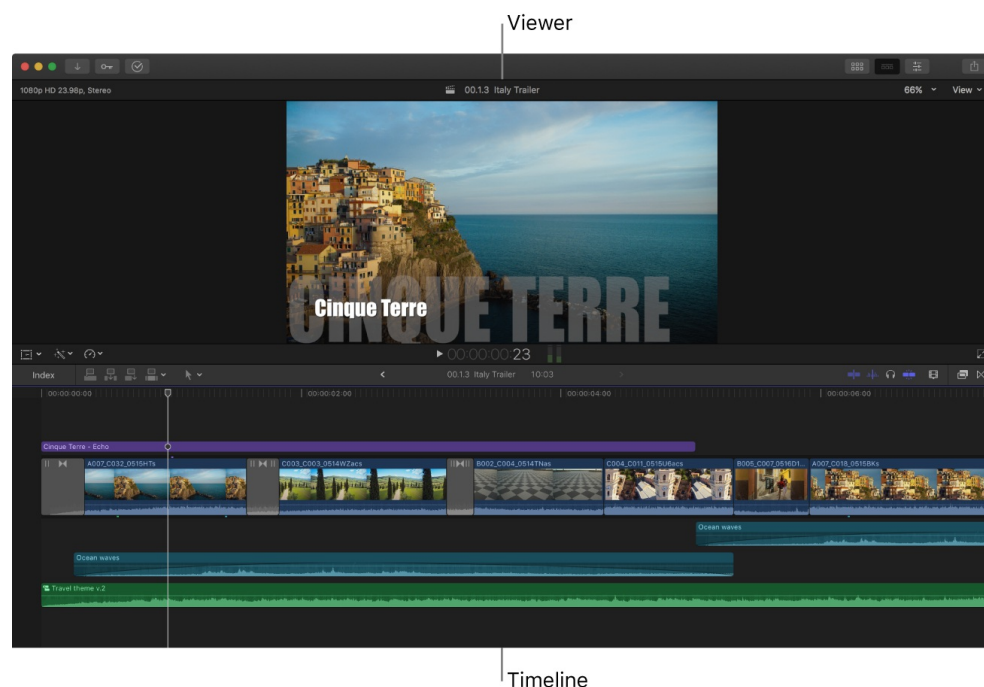 Viewer
1080p HD 23.98p, Stereo
00.1.3 Italy Trailer
66%
View
CINQUE TERRE
Cinque Terre
00:00:00:23
Index
00.1.3 Italy Trailer 10:03
00:00:00:00
00:00:02:00
00:00:04:00
00:00:06:00
Cinque Terre - Echo
A007_C032_0515HTs
C003_C003_0514WZacs
B002_C004_0514TNas
C004_C011_0515U6acs
B005_C007_0516D1...
A007_C018_0515BKs
Ocean waves
Ocean waves
Travel theme v.2
Timeline